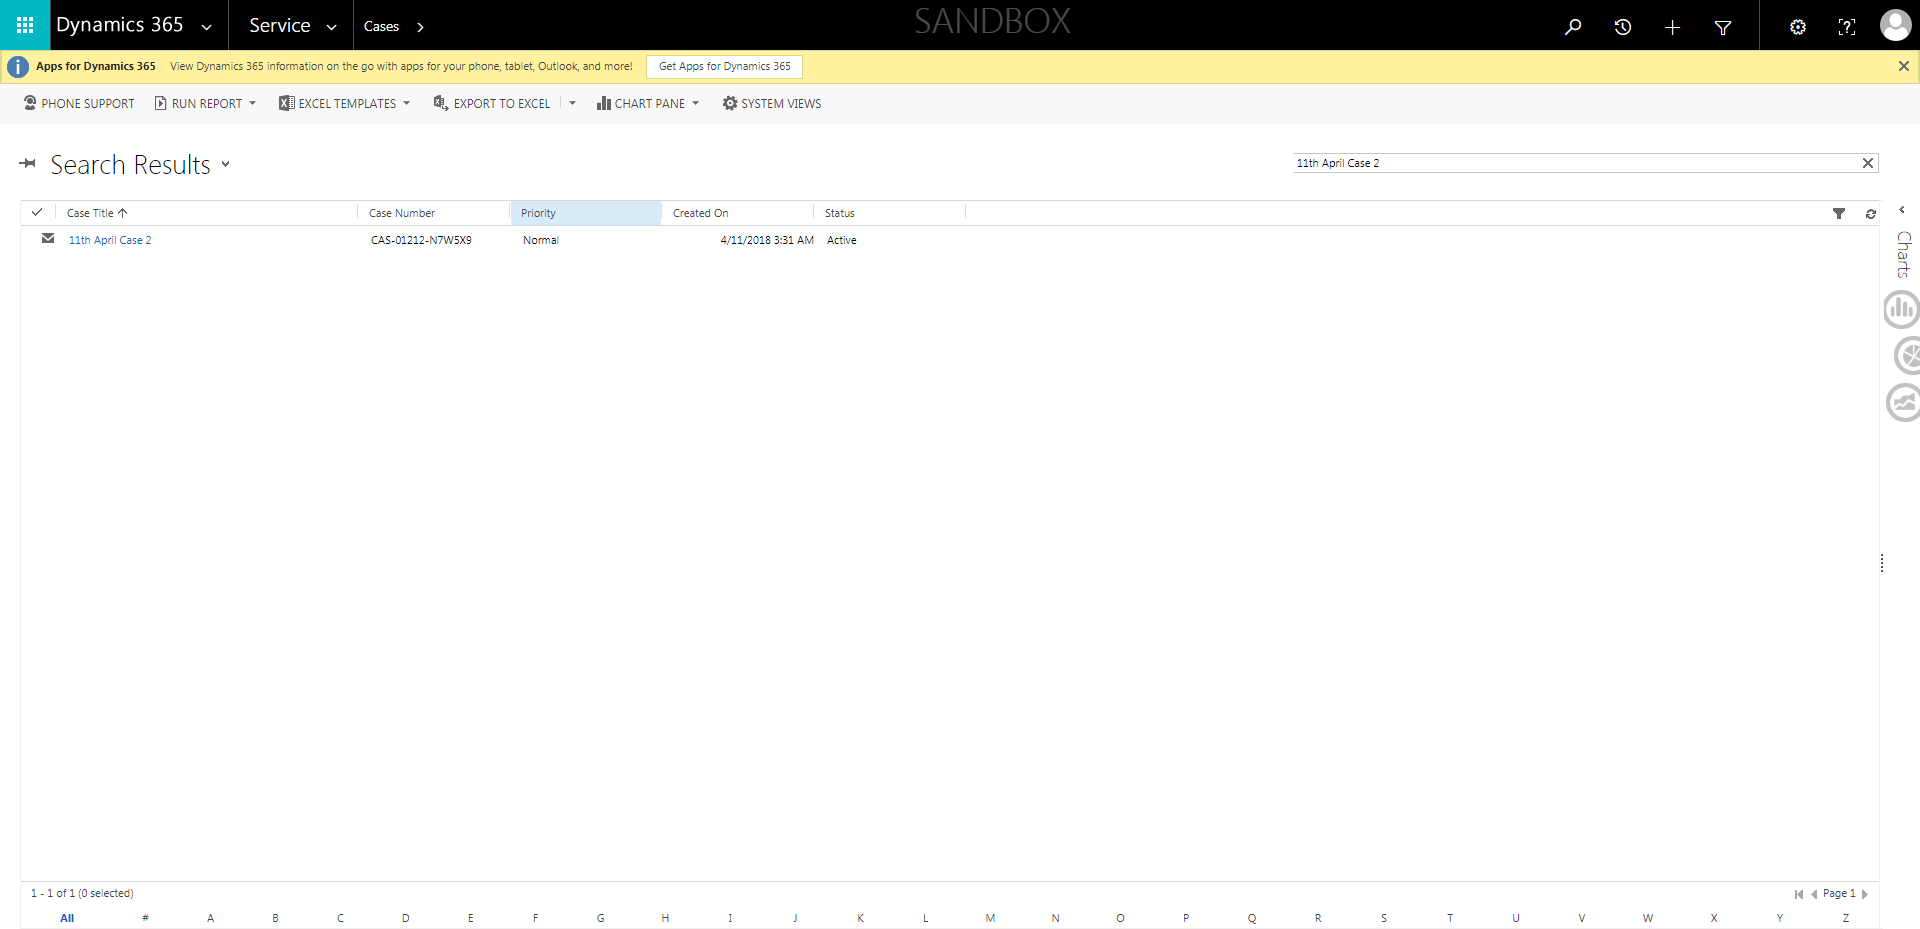 Dynamics 365 Service Cases SANDBOX
Apps for Dynamics 365 View Dynamics 365 information on the go with apps for your phone, tablet, Outlook, and more! Get Apps for Dynamics 365
PHONE SUPPORT RUN REPORT EXCEL TEMPLATES EXPORT TO EXCEL CHART PANE SYSTEM VIEWS
Search Results
11th April Case 2
Case Title Case Number Priority Created On Status
11th April Case 2 CAS-01212-N7W5X9 Normal 4/11/2018 3:31 AM Active
Charts
1 - 1 of 1 (0 selected)
Page 1
All # A B C D E F G H I J K L M N O P Q R S T U V W X Y Z